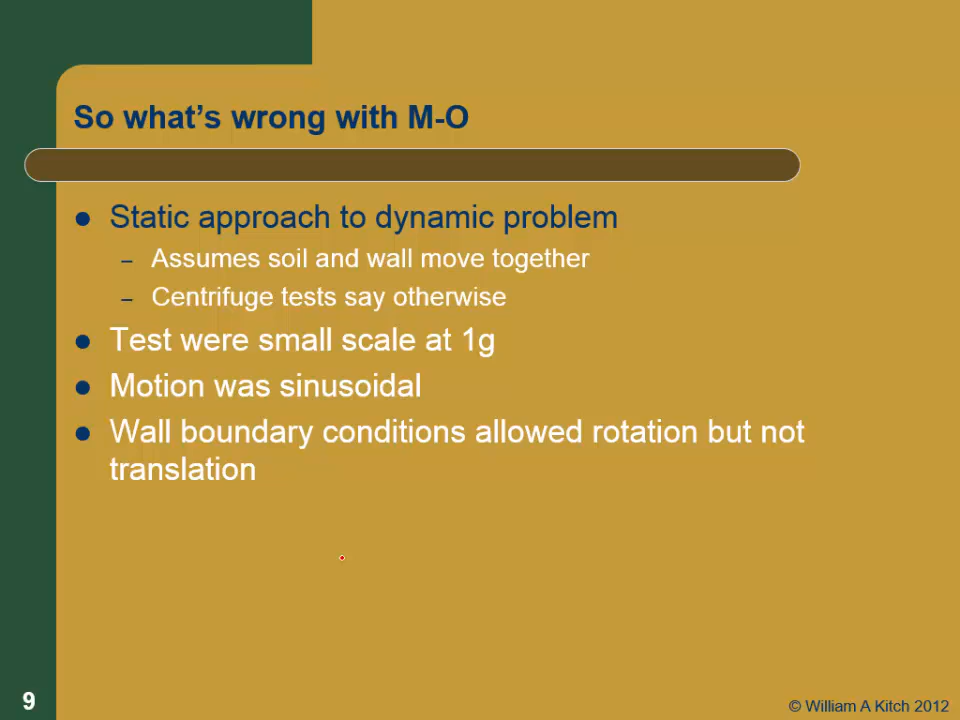 So what's wrong with M-O
Static approach to dynamic problem
– Assumes soil and wall move together
– Centrifuge tests say otherwise
Test were small scale at 1g
Motion was sinusoidal
Wall boundary conditions allowed rotation but not
translation
9
© William A Kitch 2012